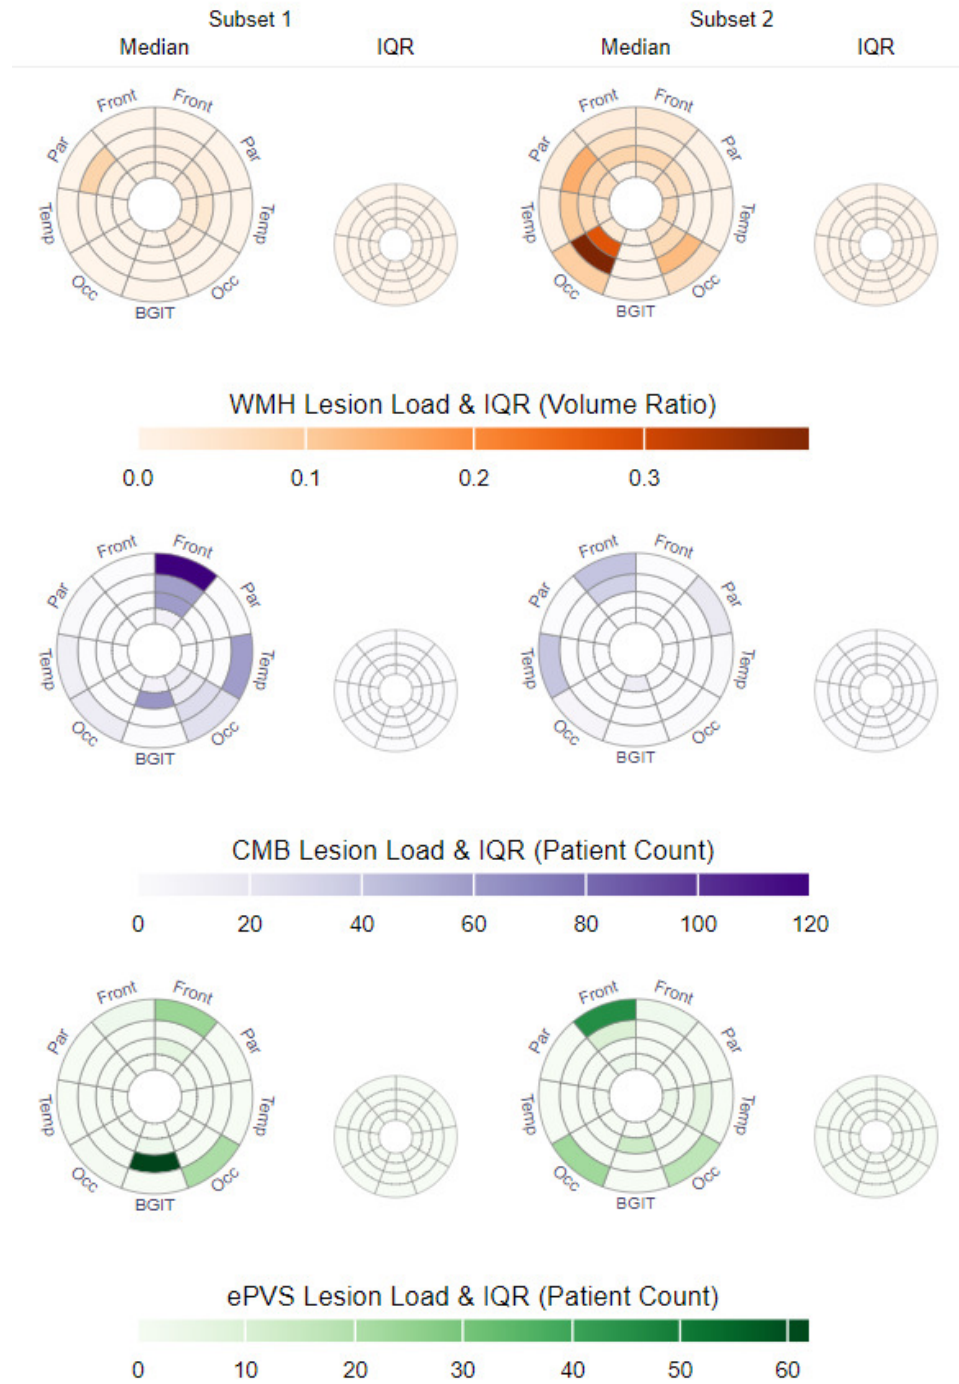 Subset 1 Subset 2
Median IQR Median IQR
Front Front Front Front
Par Par Par Par
Temp Temp Temp Temp
Occ Occ Occ Occ
BGIT BGIT
WMH Lesion Load & IQR (Volume Ratio)
0.0 0.1 0.2 0.3
Front Front Front Front
Par Par Par Par
Temp Temp Temp Temp
Occ Occ Occ Occ
BGIT BGIT
CMB Lesion Load & IQR (Patient Count)
0 20 40 60 80 100 120
Front Front Front Front
Par Par Par Par
Temp Temp Temp Temp
Occ Occ Occ Occ
BGIT BGIT
ePVS Lesion Load & IQR (Patient Count)
0 10 20 30 40 50 60